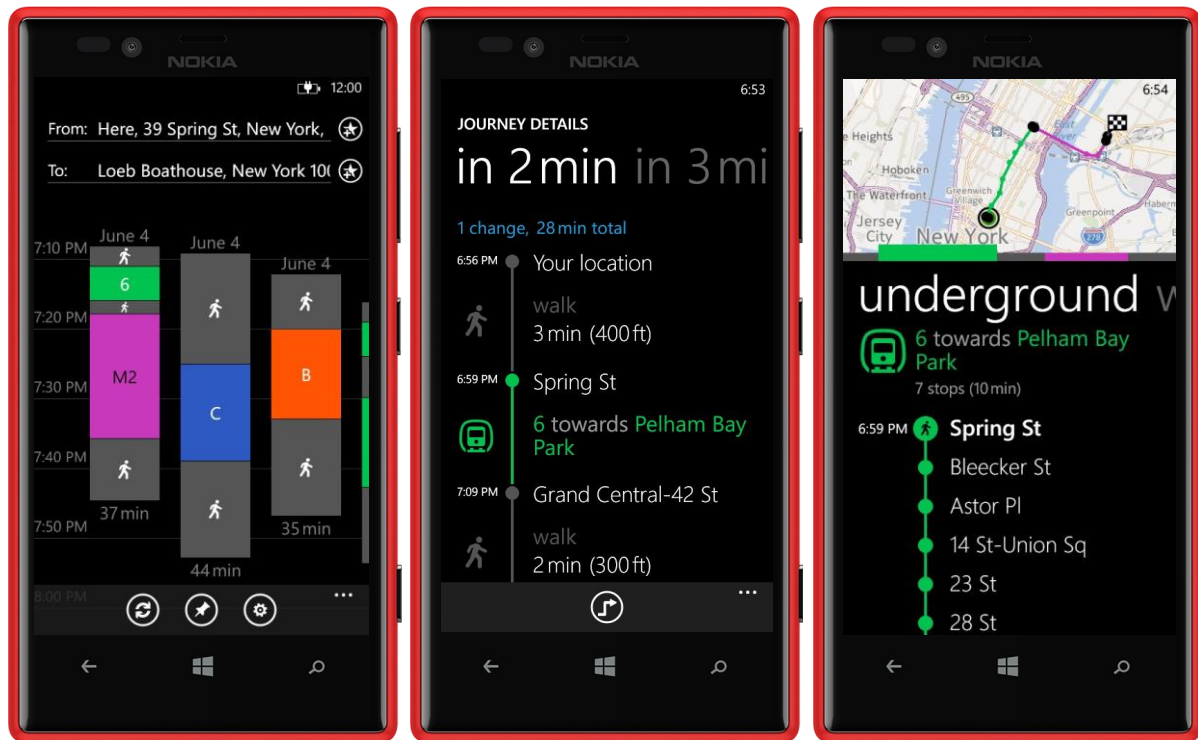 NOKIA
12:00
From: Here, 39 Spring St, New York,
To: Loeb Boathouse, New York 100
June 4
June 4
June 4
7:10 PM
7:20 PM
7:30 PM
7:40 PM
7:50 PM
8:00 PM
6
M2
37 min
C
44 min
B
35 min
...
NOKIA
6:53
JOURNEY DETAILS
in 2 min in 3 mi
1 change, 28 min total
6:56 PM Your location
walk
3 min (400 ft)
6:59 PM Spring St
6 towards Pelham Bay
Park
7:09 PM Grand Central-42 St
walk
2 min (300 ft)
...
NOKIA
6:54
495
e Heights
Hoboken
The Waterfront
Greenwich
Village
East
River
Jersey
City
New York
Greenpoint
278
underground w
6 towards Pelham Bay
Park
7 stops (10 min)
6:59 PM Spring St
Bleecker St
Astor Pl
14 St-Union Sq
23 St
28 St